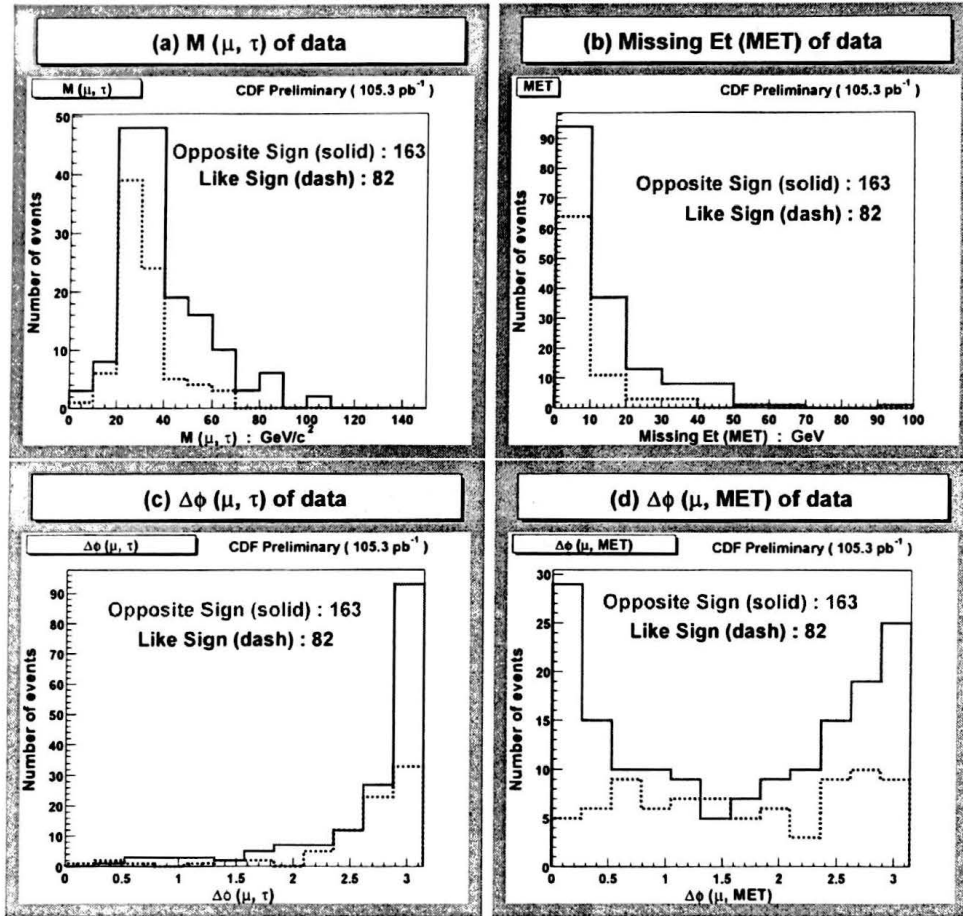 (a) M (μ, τ) of data
M (μ, τ)
CDF Preliminary ( 105.3 pb⁻¹ )
50
40
30
20
10
0
Opposite Sign (solid) : 163
Like Sign (dash) : 82
Number of events
0 20 40 60 80 100 120 140
M (μ, τ) : GeV/c²
(b) Missing Et (MET) of data
MET
CDF Preliminary ( 105.3 pb⁻¹ )
90
80
70
60
50
40
30
20
10
0
Opposite Sign (solid) : 163
Like Sign (dash) : 82
Number of events
0 10 20 30 40 50 60 70 80 90 100
Missing Et (MET) : GeV
(c) Δϕ (μ, τ) of data
Δϕ (μ, τ)
CDF Preliminary ( 105.3 pb⁻¹ )
90
80
70
60
50
40
30
20
10
0
Opposite Sign (solid) : 163
Like Sign (dash) : 82
Number of events
0 0.5 1 1.5 2 2.5 3
Δϕ (μ, τ)
(d) Δϕ (μ, MET) of data
Δϕ (μ, MET)
CDF Preliminary ( 105.3 pb⁻¹ )
30
25
20
15
10
5
0
Opposite Sign (solid) : 163
Like Sign (dash) : 82
Number of events
0 0.5 1 1.5 2 2.5 3
Δϕ (μ, MET)